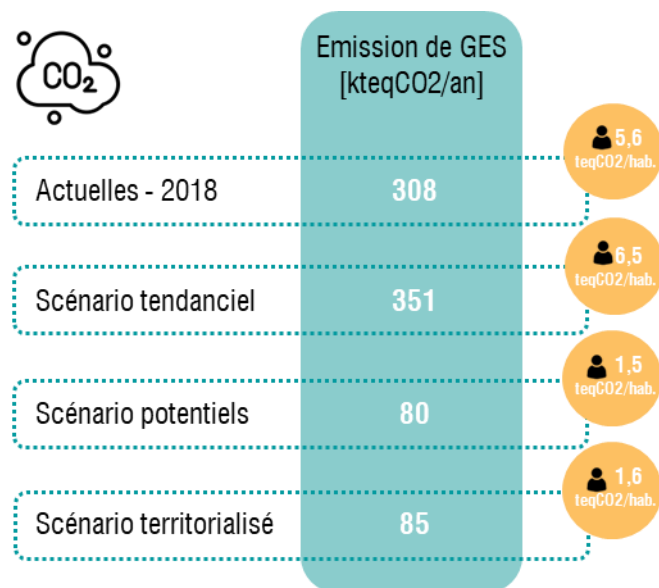 CO2
Emission de GES
[kteqCO2/an]
5,6
teqCO2/hab.
Actuelles - 2018
308
6,5
teqCO2/hab.
Scénario tendanciel
351
1,5
teqCO2/hab.
Scénario potentiels
80
1,6
teqCO2/hab.
Scénario territorialisé
85